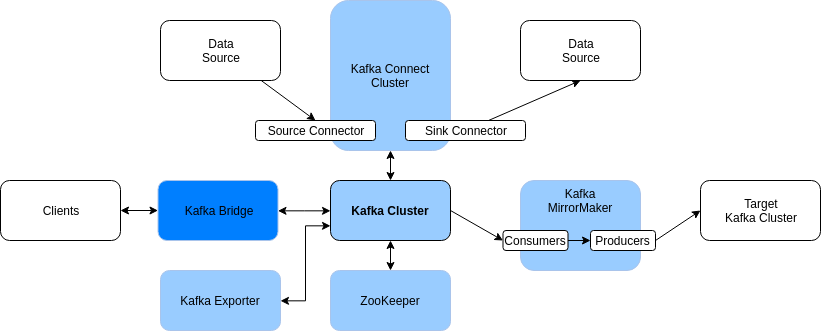 Data
Source
Kafka Connect
Cluster
Data
Source
Source Connector
Sink Connector
Clients
Kafka Bridge
Kafka Cluster
Kafka
MirrorMaker
Consumers
Producers
Target
Kafka Cluster
Kafka Exporter
ZooKeeper